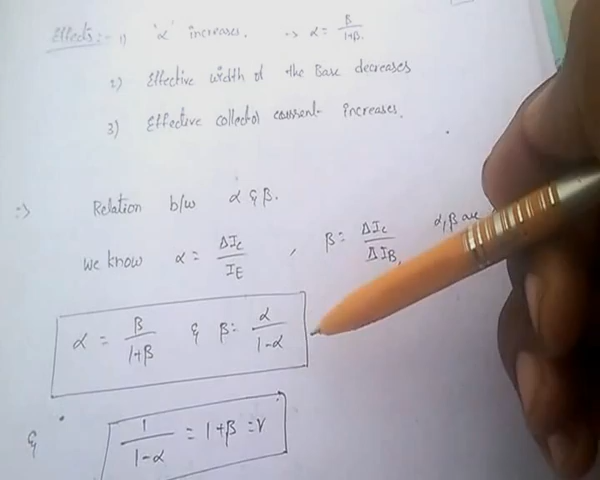 Effects:- 1) 'α' increases. → α = β/1+β.
2) Effective width of the Base decreases
3) Effective collector current increases.
⇒ Relation b/w α & β.
we know α = ΔIc/IE , β = ΔIc/ΔIB, α, β are
α = β/1+β & β = α/1-α
& 1/1-α = 1+β = γ